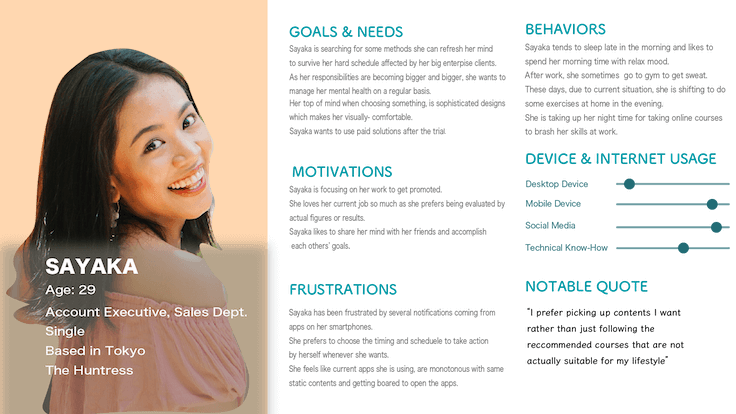 SAYAKA
Age: 29
Account Executive, Sales Dept.
Single
Based in Tokyo
The Huntress
GOALS & NEEDS
Sayaka is searching for some methods she can refresh her mind
to survive her hard schedule affected by her big enterpise clients.
As her responsibilities are becoming bigger and bigger, she wants to
manage her mental health on a regular basis.
Her top of mind when choosing something, is sophisticated designs
which makes her visually- comfortable.
Sayaka wants to use paid solutions after the trial.
MOTIVATIONS
Sayaka is focusing on her work to get promoted.
She loves her current job so much as she prefers being evaluated by
actual figures or results.
Sayaka likes to share her mind with her friends and accomplish
each others' goals.
FRUSTRATIONS
Sayaka has been frustrated by several notifications coming from
apps on her smartphones.
She prefers to choose the timing and scheduele to take action
by herself whenever she wants.
She feels like current apps she is using, are monotonous with same
static contents and getting boared to open the apps.
BEHAVIORS
Sayaka tends to sleep late in the morning and likes to
spend her morning time with relax mood.
After work, she sometimes go to gym to get sweat.
These days, due to current situation, she is shifting to do
some exercises at home in the evening.
She is taking up her night time for taking online courses
to brash her skills at work.
DEVICE & INTERNET USAGE
Desktop Device
Mobile Device
Social Media
Technical Know-How
NOTABLE QUOTE
"I prefer picking up contents I want
rather than just following the
reccommended courses that are not
actually suitable for my lifestyle"